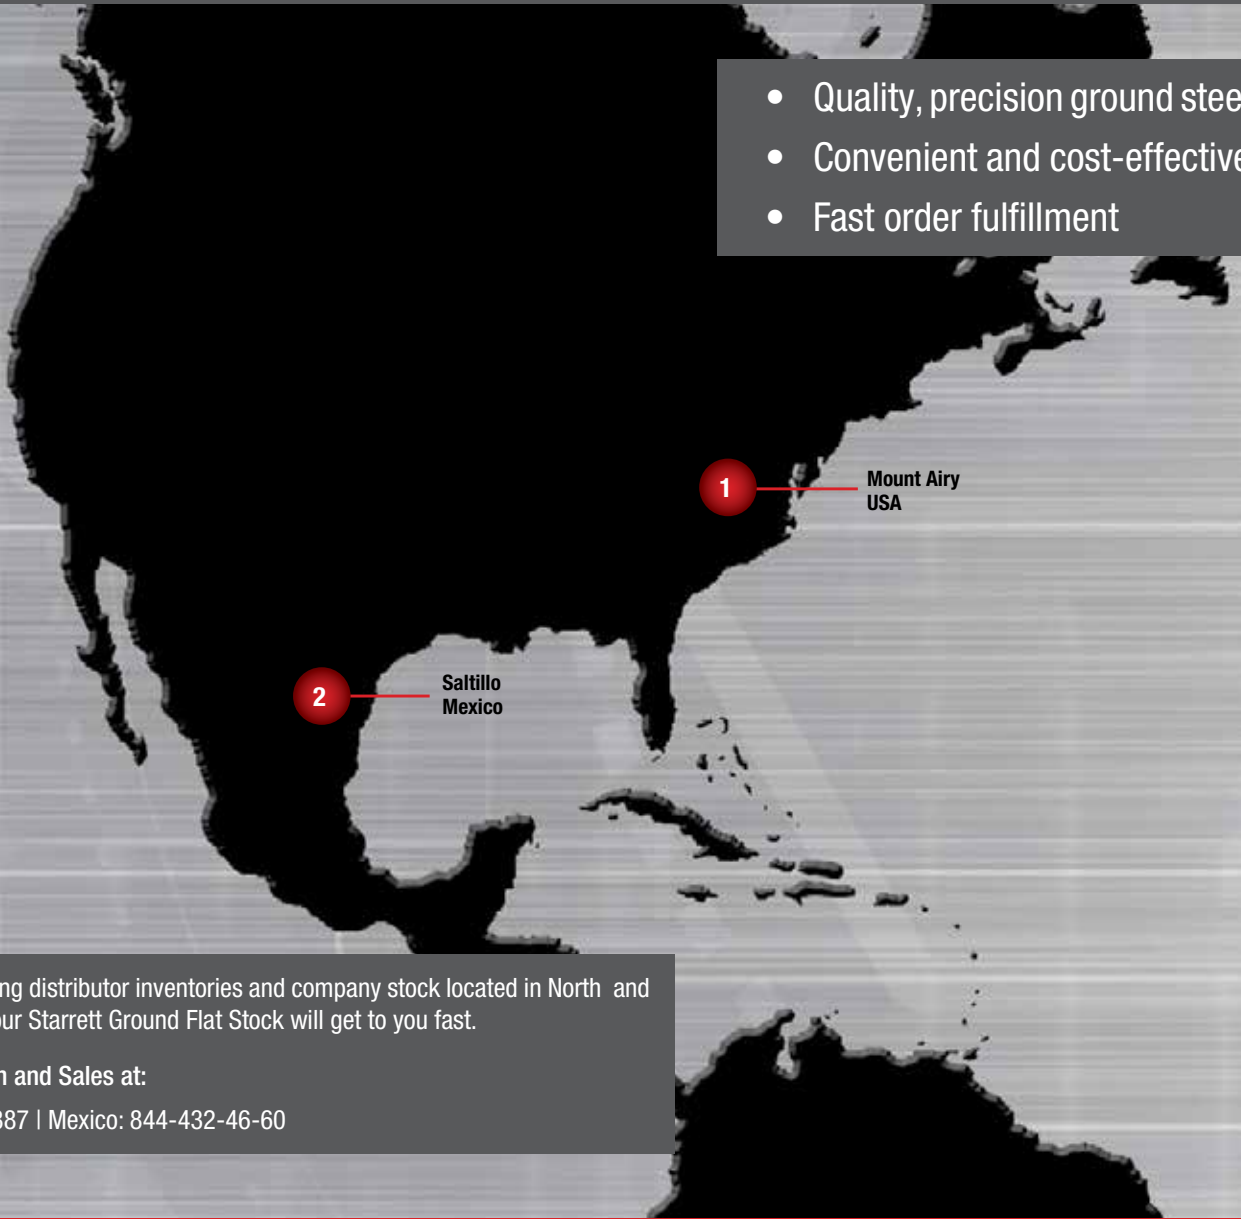 • Quality, precision ground stee
• Convenient and cost-effective
• Fast order fulfillment
1
Mount Airy
USA
2
Saltillo
Mexico
ng distributor inventories and company stock located in North and
our Starrett Ground Flat Stock will get to you fast.
n and Sales at:
387 | Mexico: 844-432-46-60